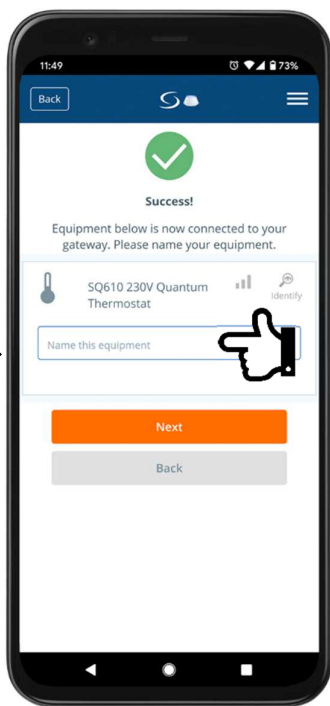 11:49
73%
Back
Success!
Equipment below is now connected to your
gateway. Please name your equipment.
SQ610 230V Quantum
Thermostat
Identify
Name this equipment
Next
Back